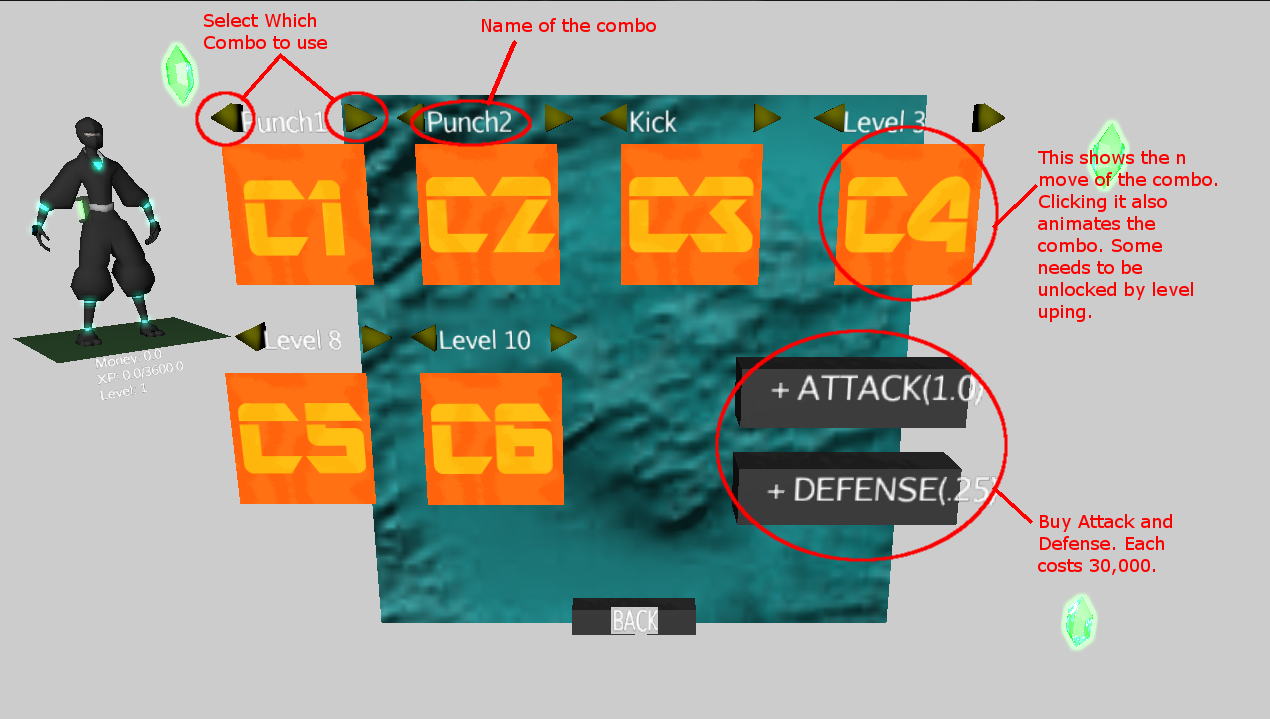 Select Which
Combo to use
Name of the combo
Punch1
Punch2
Kick
Level 3
C1
C2
C3
C4
This shows the n
move of the combo.
Clicking it also
animates the
combo. Some
needs to be
unlocked by level
uping.
Money: 0.0
XP: 0.0/3600.0
Level: 1
Level 8
Level 10
C5
C6
+ ATTACK(1.0)
+ DEFENSE(.25)
Buy Attack and
Defense. Each
costs 30,000.
BACK